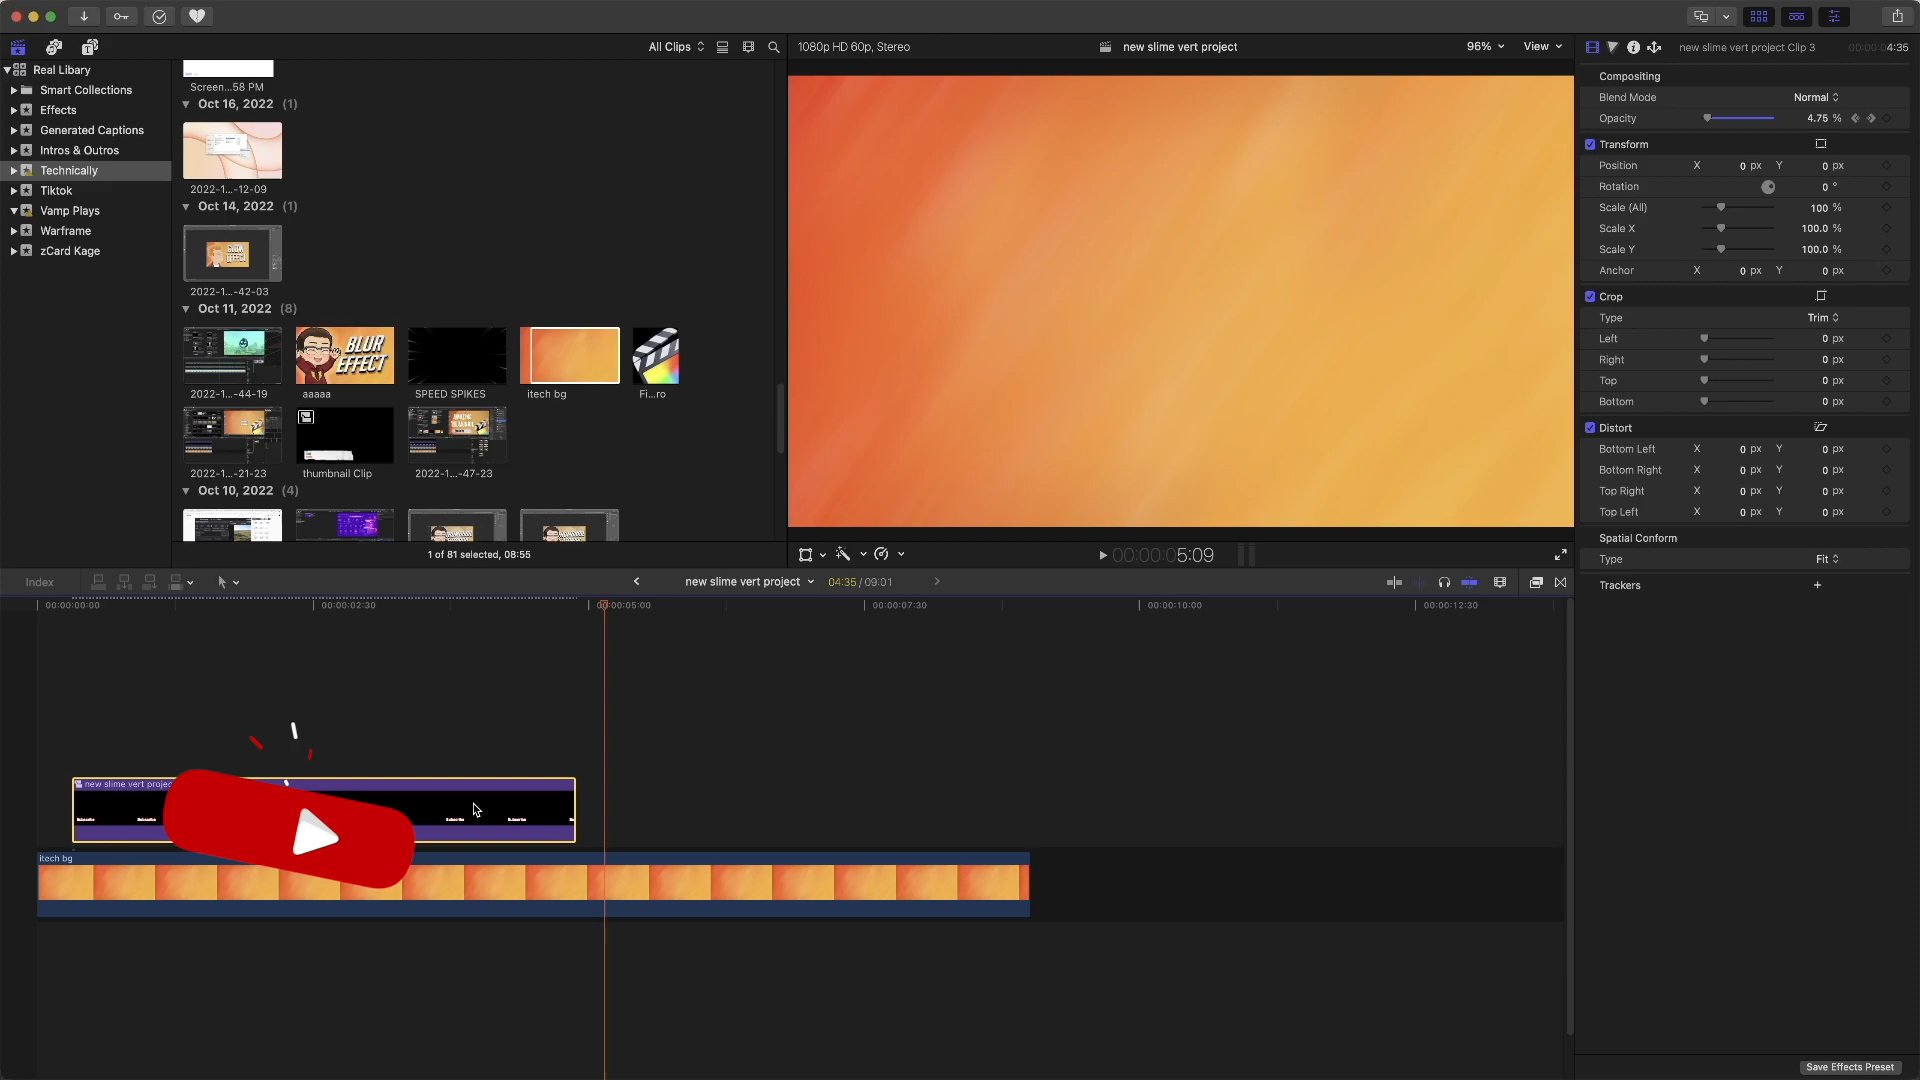 All Clips
1080p HD 60p, Stereo
new slime vert project
96%
View
new slime vert project Clip 3
00:00:04:35
Real Libary
Smart Collections
Effects
Generated Captions
Intros & Outros
Technically
Tiktok
Vamp Plays
Warframe
zCard Kage
Screen...58 PM
Oct 16, 2022 (1)
2022-1...-12-09
Oct 14, 2022 (1)
GLOW
EFFECT
2022-1...-42-03
Oct 11, 2022 (8)
BLUR
EFFECT
2022-1...-44-19
aaaaa
SPEED SPIKES
itech bg
Fi...ro
2022-1...-21-23
thumbnail Clip
2022-1...-47-23
Oct 10, 2022 (4)
1 of 81 selected, 08:55
00:00:05:09
Compositing
Blend Mode Normal
Opacity 4.75 %
Transform
Position X 0 px Y 0 px
Rotation 0 °
Scale (All) 100 %
Scale X 100.0 %
Scale Y 100.0 %
Anchor X 0 px Y 0 px
Crop
Type Trim
Left 0 px
Right 0 px
Top 0 px
Bottom 0 px
Distort
Bottom Left X 0 px Y 0 px
Bottom Right X 0 px Y 0 px
Top Right X 0 px Y 0 px
Top Left X 0 px Y 0 px
Spatial Conform
Type Fit
Trackers +
Index
new slime vert project
04:35 / 09:01
00:00:00:00
00:00:02:30
00:00:05:00
00:00:07:30
00:00:10:00
00:00:12:30
new slime vert projec
Subscribe
Subscribe
Subscribe
Subscribe
itech bg
Save Effects Preset